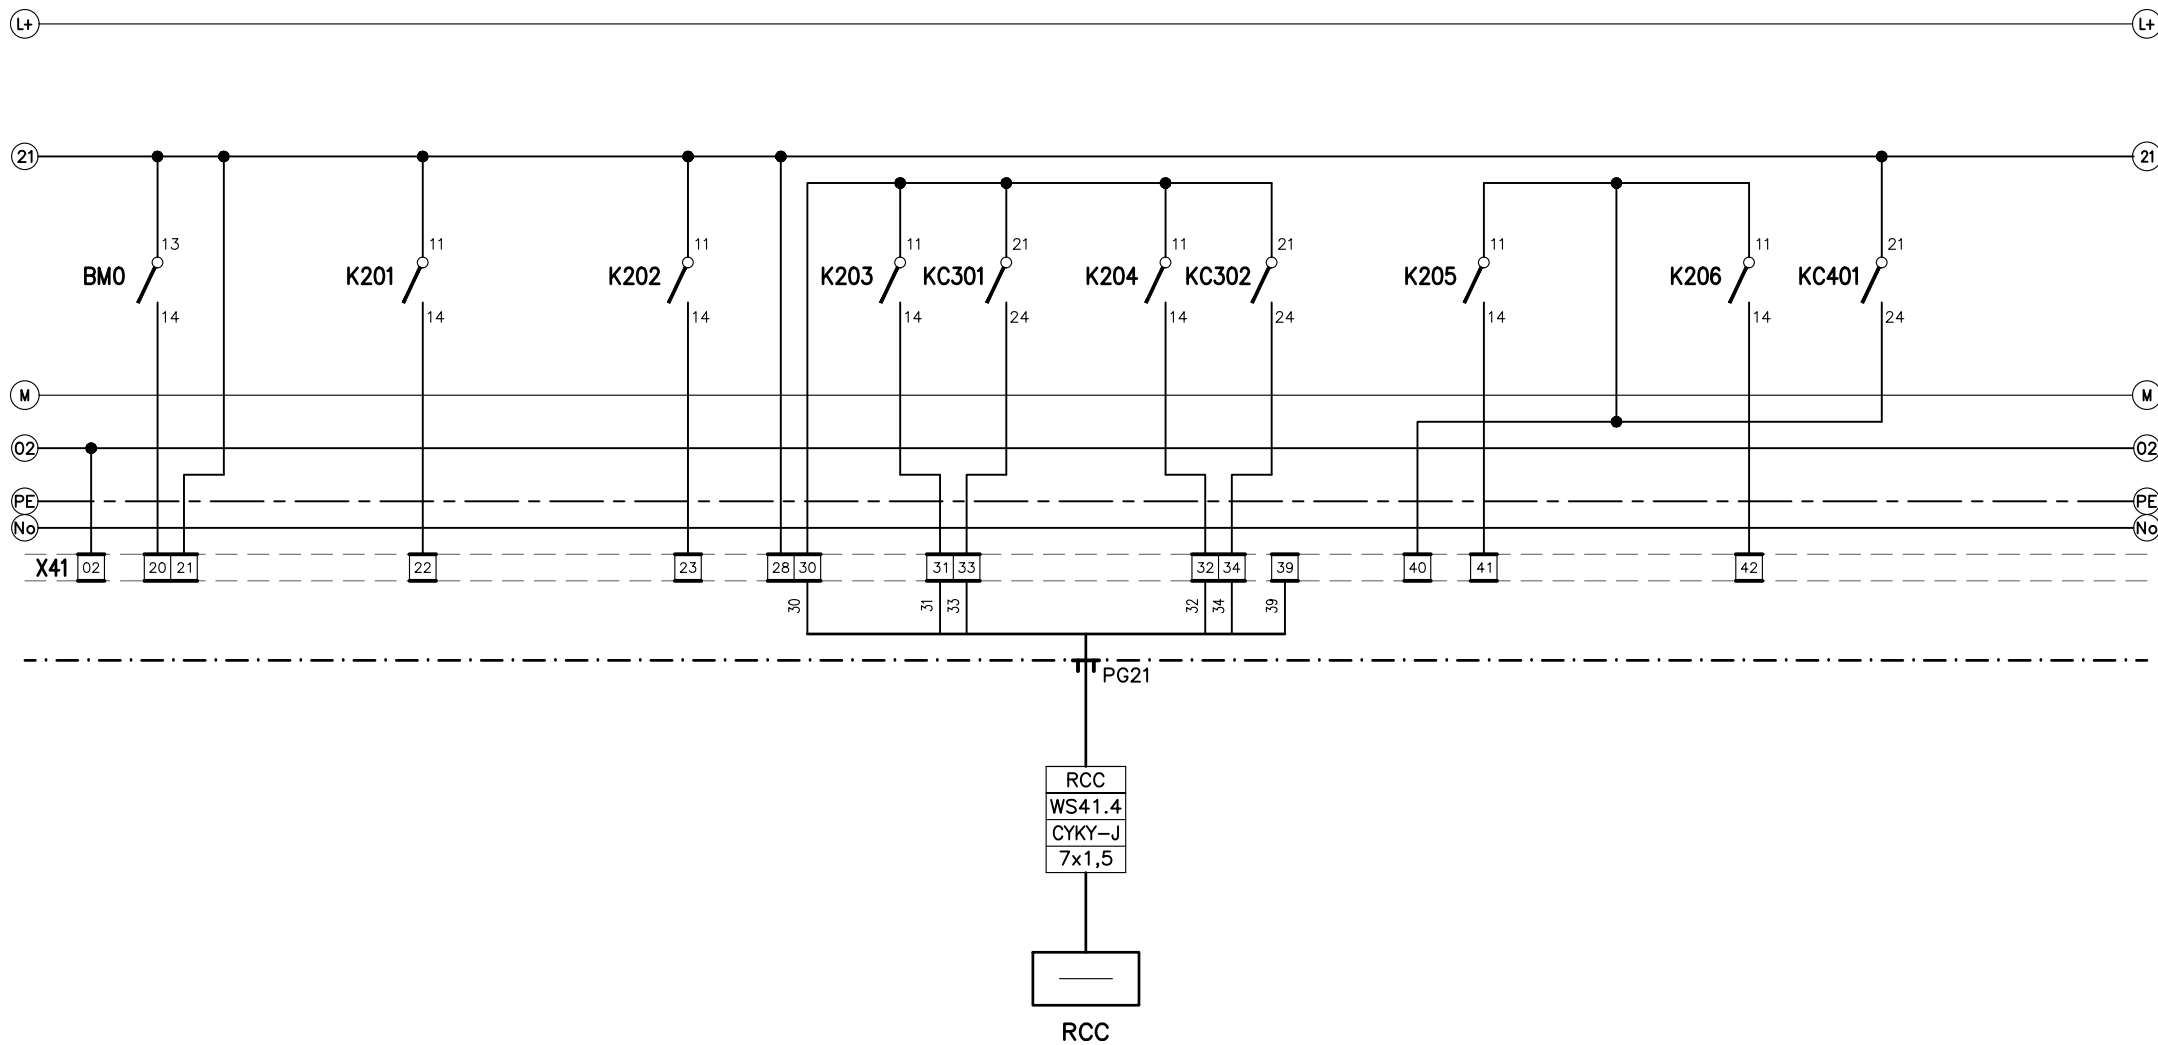 L+ L+
21 21
13 11 11 11 21 11 21 11 11 21
BM0 K201 K202 K203 KC301 K204 KC302 K205 K206 KC401
14 14 14 14 24 14 24 14 14 24
M M
02 02
PE PE
No No
X41 02 20 21 22 23 28 30 31 33 32 34 39 40 41 42
30 31 33 32 34 39
PG21
RCC
WS41.4
CYKY-J
7x1,5
RCC